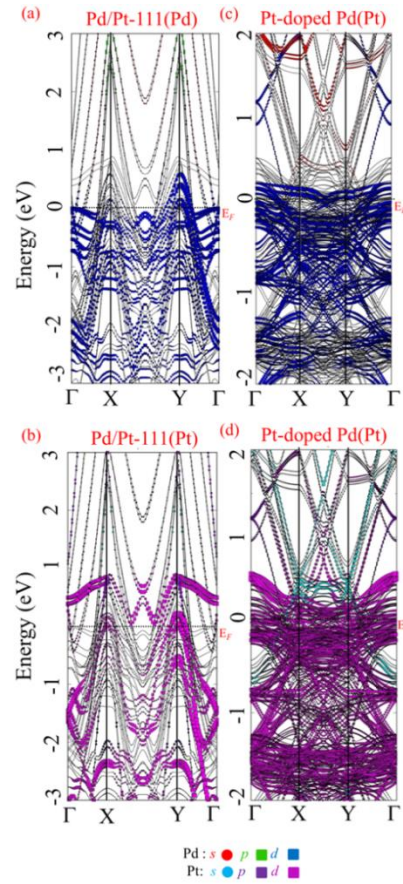 (a) Pd/Pt-111(Pd)
(c) Pt-doped Pd(Pt)
Energy (eV)
3
2
1
0
-1
-2
-3
E_F
Γ X Y Γ
2
1
0
-1
-2
E_F
Γ X Y Γ
(b) Pd/Pt-111(Pt)
(d) Pt-doped Pd(Pt)
Energy (eV)
3
2
1
0
-1
-2
-3
E_F
Γ X Y Γ
2
1
0
-1
-2
E_F
Γ X Y Γ
Pd : s p d
Pt: s p d